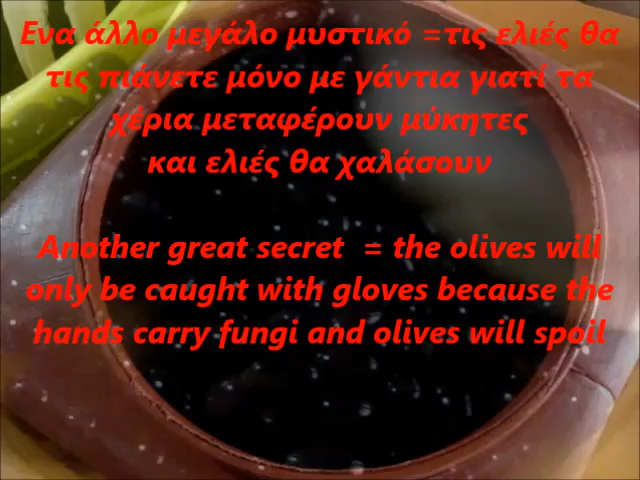 Ενα άλλο μεγάλο μυστικό =τις ελιές θα
τις πιάνετε μόνο με γάντια γιατί τα
χέρια μεταφέρουν μύκητες
και ελιές θα χαλάσουν
Another great secret = the olives will
only be caught with gloves because the
hands carry fungi and olives will spoil